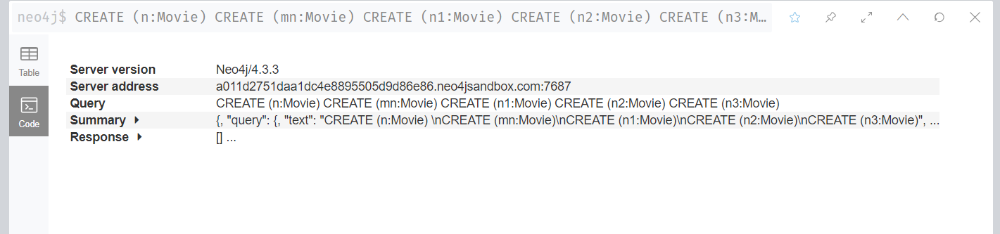 neo4j$ CREATE (n:Movie) CREATE (mn:Movie) CREATE (n1:Movie) CREATE (n2:Movie) CREATE (n3:M…
Table
Code
Server version Neo4j/4.3.3
Server address a011d2751daa1dc4e8895505d9d86e86.neo4jsandbox.com:7687
Query CREATE (n:Movie) CREATE (mn:Movie) CREATE (n1:Movie) CREATE (n2:Movie) CREATE (n3:Movie)
Summary {, "query": {, "text": "CREATE (n:Movie) \nCREATE (mn:Movie)\nCREATE (n1:Movie)\nCREATE (n2:Movie)\nCREATE (n3:Movie)", ...
Response [] ...